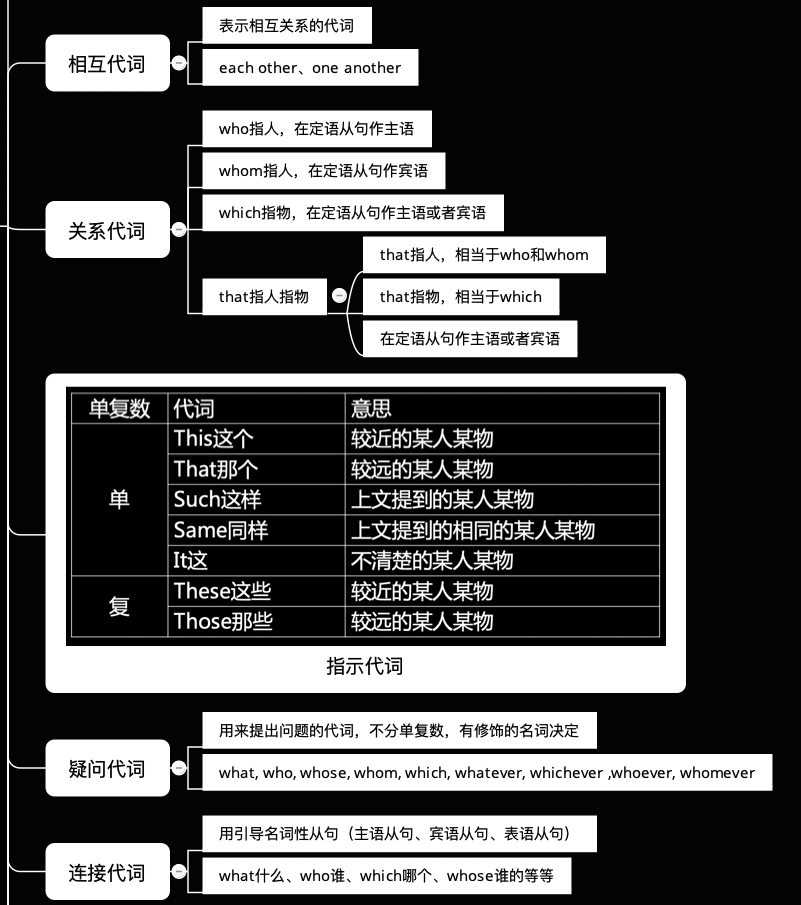 相互代词
表示相互关系的代词
each other、one another
关系代词
who指人，在定语从句作主语
whom指人，在定语从句作宾语
which指物，在定语从句作主语或者宾语
that指人指物
that指人，相当于who和whom
that指物，相当于which
在定语从句作主语或者宾语
单复数 代词 意思
单
This这个 较近的某人某物
That那个 较远的某人某物
Such这样 上文提到的某人某物
Same同样 上文提到的相同的某人某物
It这 不清楚的某人某物
复
These这些 较近的某人某物
Those那些 较远的某人某物
指示代词
疑问代词
用来提出问题的代词，不分单复数，有修饰的名词决定
what, who, whose, whom, which, whatever, whichever ,whoever, whomever
连接代词
用引导名词性从句（主语从句、宾语从句、表语从句）
what什么、who谁、which哪个、whose谁的等等